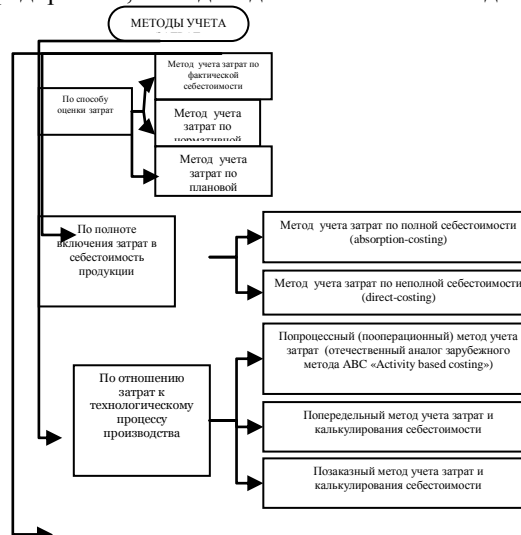 МЕТОДЫ УЧЕТА
Метод учета затрат по
фактической
себестоимости
По способу
оценки затрат
Метод учета
затрат по
нормативной
Метод учета
затрат по
плановой
По полноте
включения затрат в
себестоимость
продукции
Метод учета затрат по полной себестоимости
(absorption-costing)
Метод учета затрат по неполной себестоимости
(direct-costing)
По отношению
затрат к
технологическому
процессу
производства
Попроцессный (пооперационный) метод учета
затрат (отечественный аналог зарубежного
метода АВС «Activity based costing»)
Попередельный метод учета затрат и
калькулирования себестоимости
Позаказный метод учета затрат и
калькулирования себестоимости